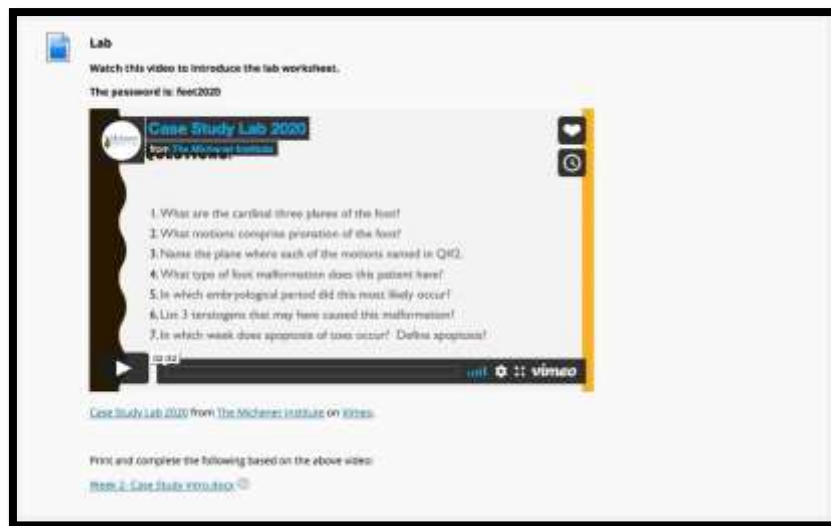 Lab
Watch this video to introduce the lab worksheet.
The password is: feet2020
Case Study Lab 2020
from The Michener Institute
QUESTIONS:
1. What are the cardinal three planes of the foot?
2. What motions comprise pronation of the foot?
3. Name the plane where each of the motions named in Q#2.
4. What type of foot malformation does this patient have?
5. In which embryological period did this most likely occur?
6. List 3 teratogens that may have caused this malformation?
7. In which week does apoptosis of toes occur? Define apoptosis?
02:02
vimeo
Case Study Lab 2020 from The Michener Institute on Vimeo.
Print and complete the following based on the above video:
Week 2- Case Study Intro.docx